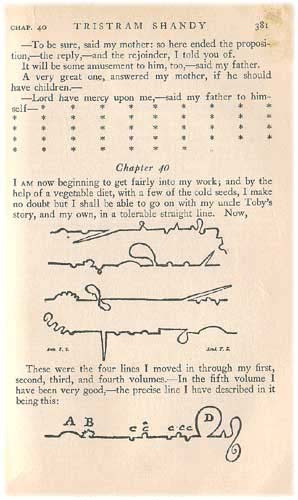 CHAP. 40 TRISTRAM SHANDY 381
—To be sure, said my mother: so here ended the proposi-
tion,—the reply,—and the rejoinder, I told you of.
It will be some amusement to him, too,—said my father.
A very great one, answered my mother, if he should
have children.—
—Lord have mercy upon me,—said my father to him-
self— * * * * * * * *
* * * * * * * * *
* * * * * * * * *
* * * * * * * * *
* * * * * * *
Chapter 40
I AM now beginning to get fairly into my work; and by the
help of a vegetable diet, with a few of the cold seeds, I make
no doubt but I shall be able to go on with my uncle Toby's
story, and my own, in a tolerable straight line. Now,
These were the four lines I moved in through my first,
second, third, and fourth volumes.—In the fifth volume I
have been very good,—the precise line I have described in it
being this:
A B c c c c c D